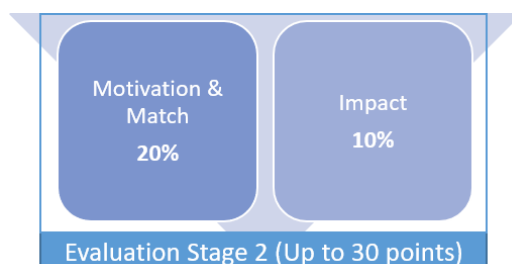 Motivation &
Match
20%
Impact
10%
Evaluation Stage 2 (Up to 30 points)